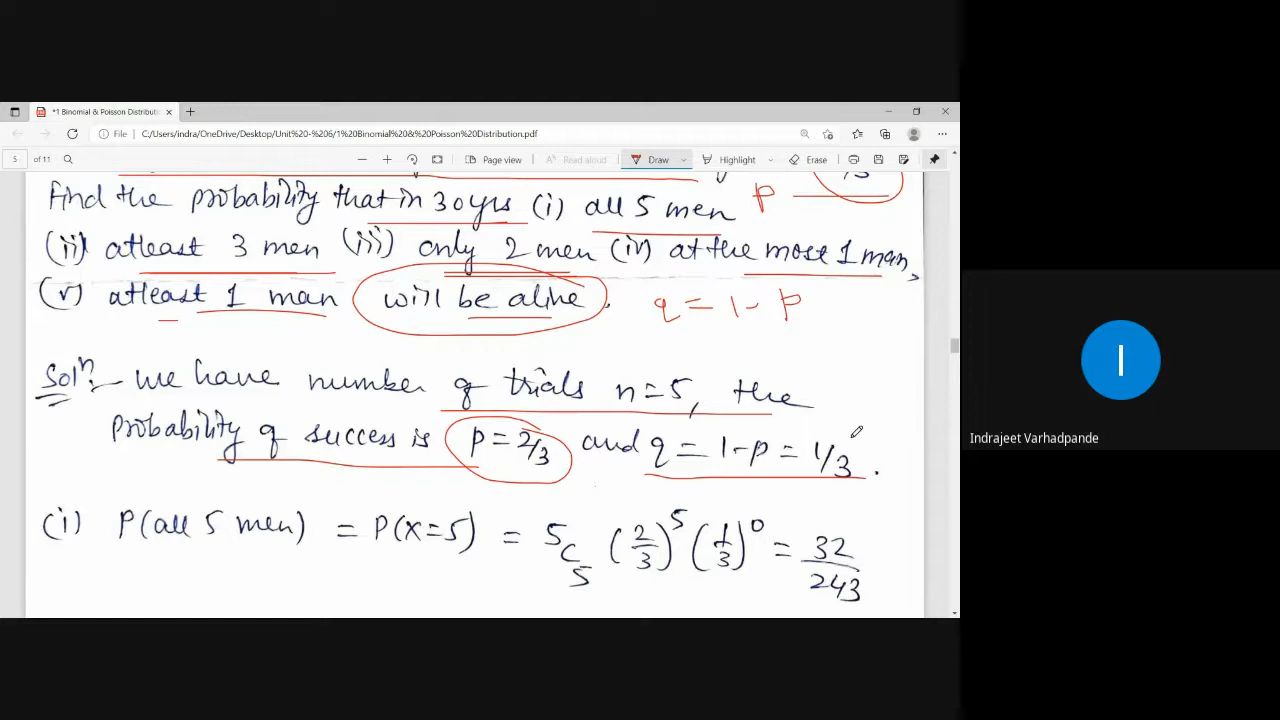 *1 Binomial & Poisson Distributi
File C:/Users/indra/OneDrive/Desktop/Unit%20-%206/1%20Binomial%20&%20Poisson%20Distribution.pdf
5 of 11 Page view Read aloud Draw Highlight Erase
find the probability that in 30 yrs (i) all 5 men p
(ii) atleast 3 men (iii) only 2 men (iv) at the most 1 man,
(v) atleast 1 man will be alive. q = 1 - p
Soln. We have number of trials n=5, the
probability of success is p = 2/3 and q = 1-p = 1/3.
(i) P(all 5 men) = P(X=5) = 5C5 (2/3)^5 (1/3)^0 = 32/243
I
Indrajeet Varhadpande